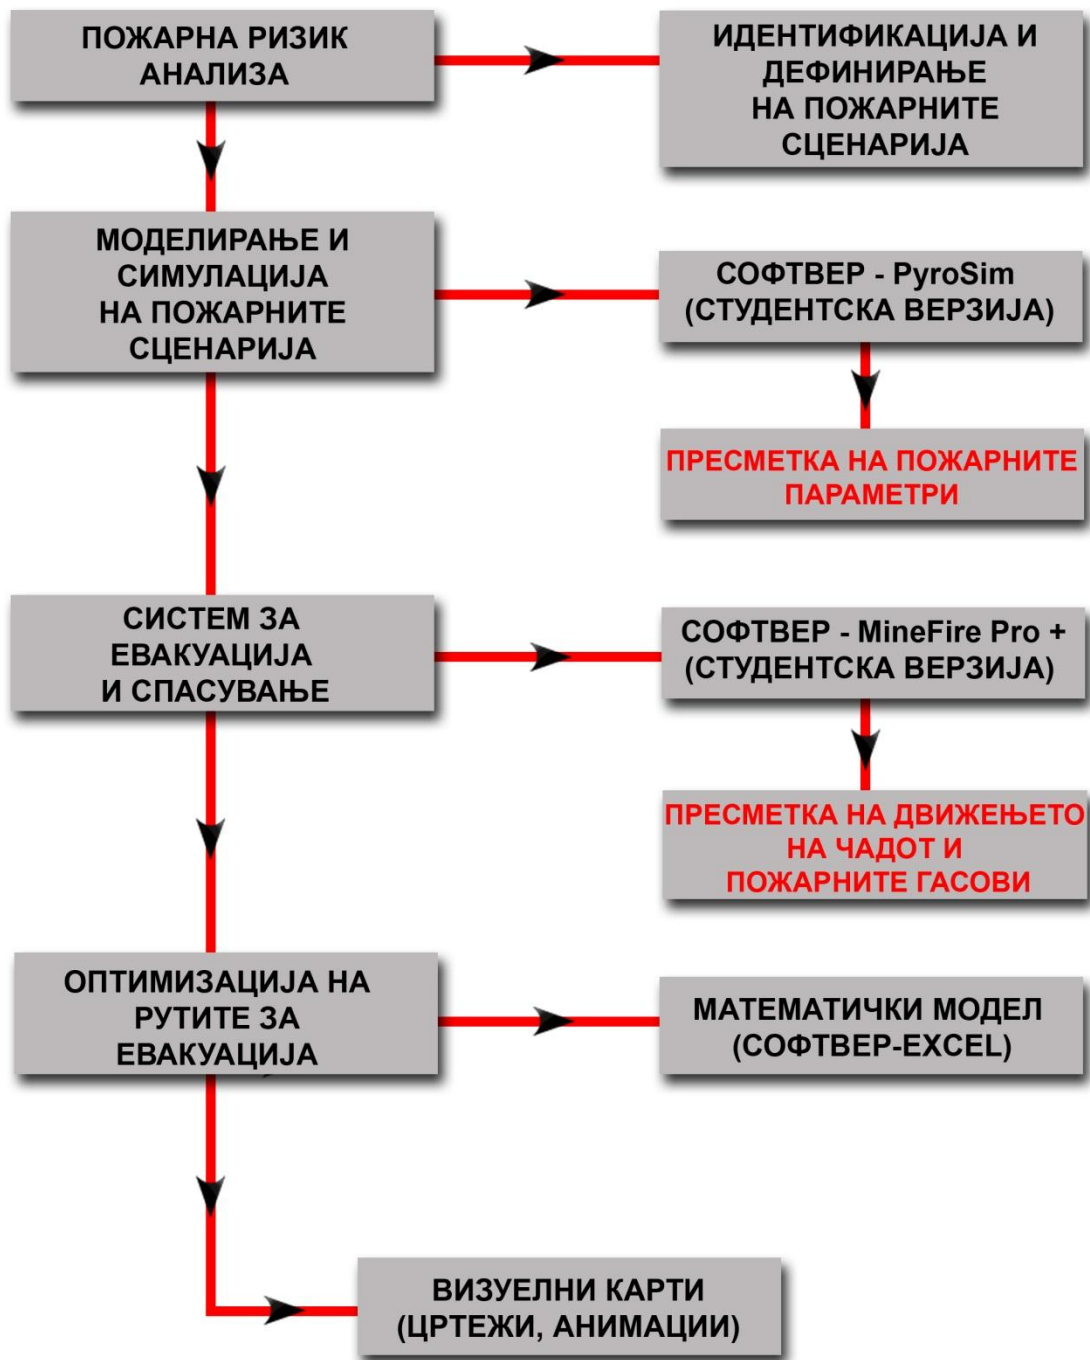 ПОЖАРНА РИЗИК
АНАЛИЗА
ИДЕНТИФИКАЦИЈА И
ДЕФИНИРАЊЕ
НА ПОЖАРНИТЕ
СЦЕНАРИЈА
МОДЕЛИРАЊЕ И
СИМУЛАЦИЈА
НА ПОЖАРНИТЕ
СЦЕНАРИЈА
СОФТВЕР - PyroSim
(СТУДЕНТСКА ВЕРЗИЈА)
ПРЕСМЕТКА НА ПОЖАРНИТЕ
ПАРАМЕТРИ
СИСТЕМ ЗА
ЕВАКУАЦИЈА
И СПАСУВАЊЕ
СОФТВЕР - MineFire Pro +
(СТУДЕНТСКА ВЕРЗИЈА)
ПРЕСМЕТКА НА ДВИЖЕЊЕТО
НА ЧАДОТ И
ПОЖАРНИТЕ ГАСОВИ
ОПТИМИЗАЦИЈА НА
РУТИТЕ ЗА
ЕВАКУАЦИЈА
МАТЕМАТИЧКИ МОДЕЛ
(СОФТВЕР-EXCEL)
ВИЗУЕЛНИ КАРТИ
(ЦРТЕЖИ, АНИМАЦИИ)